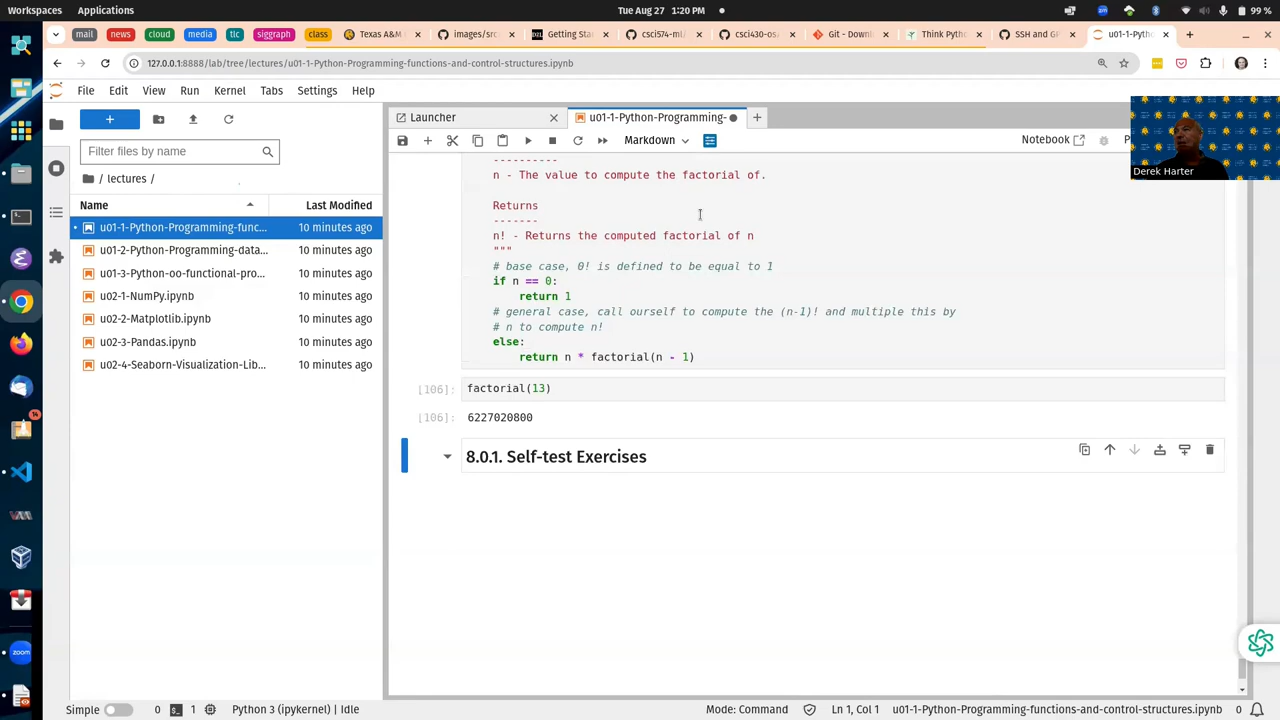 Workspaces Applications Tue Aug 27 1:20 PM 99 %
mail news cloud media tlc siggraph class Texas A&M images/src Getting Sta csci574-ml/ csci430-os/ Git - Downl Think Pytho SSH and GP u01-1-Pytho
127.0.0.1:8888/lab/tree/lectures/u01-1-Python-Programming-functions-and-control-structures.ipynb
File Edit View Run Kernel Tabs Settings Help
Launcher u01-1-Python-Programming-
Markdown Notebook
Filter files by name
/ lectures /
Name Last Modified
u01-1-Python-Programming-func... 10 minutes ago
u01-2-Python-Programming-data... 10 minutes ago
u01-3-Python-oo-functional-pro... 10 minutes ago
u02-1-NumPy.ipynb 10 minutes ago
u02-2-Matplotlib.ipynb 10 minutes ago
u02-3-Pandas.ipynb 10 minutes ago
u02-4-Seaborn-Visualization-Lib... 10 minutes ago
14
Derek Harter
----------
n - The value to compute the factorial of.
Returns
-------
n! - Returns the computed factorial of n
"""
# base case, 0! is defined to be equal to 1
if n == 0:
return 1
# general case, call ourself to compute the (n-1)! and multiple this by
# n to compute n!
else:
return n * factorial(n - 1)
[106]: factorial(13)
[106]: 6227020800
8.0.1. Self-test Exercises
zoom
Simple 0 1 Python 3 (ipykernel) | Idle Mode: Command Ln 1, Col 1 u01-1-Python-Programming-functions-and-control-structures.ipynb 0